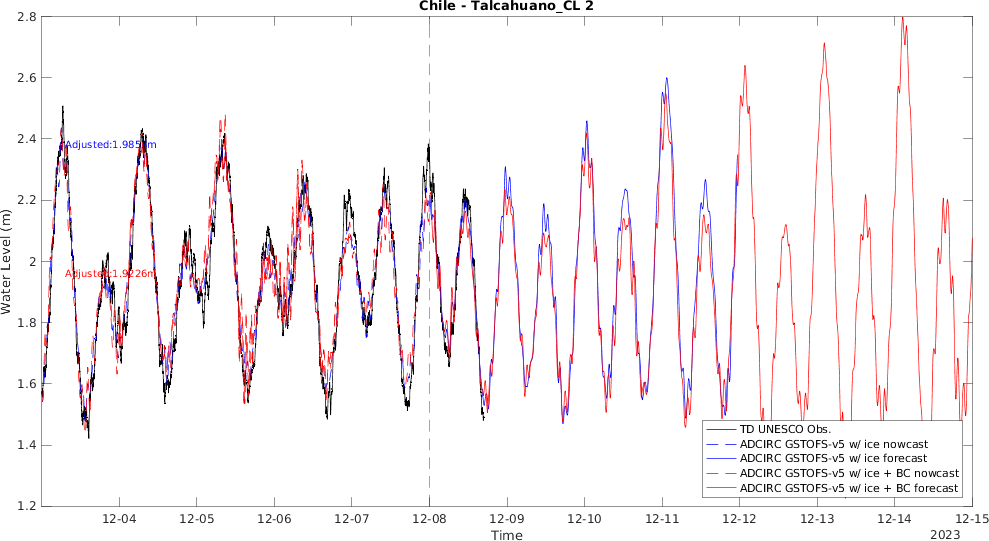 Chile - Talcahuano_CL 2
2.8
2.6
2.4
2.2
2
1.8
1.6
1.4
1.2
Water Level (m)
Adjusted:1.985 m
Adjusted:1.9226m
12-04
12-05
12-06
12-07
12-08
12-09
12-10
12-11
12-12
12-13
12-14
12-15
Time
2023
TD UNESCO Obs.
ADCIRC GSTOFS-v5 w/ ice nowcast
ADCIRC GSTOFS-v5 w/ ice forecast
ADCIRC GSTOFS-v5 w/ ice + BC nowcast
ADCIRC GSTOFS-v5 w/ ice + BC forecast